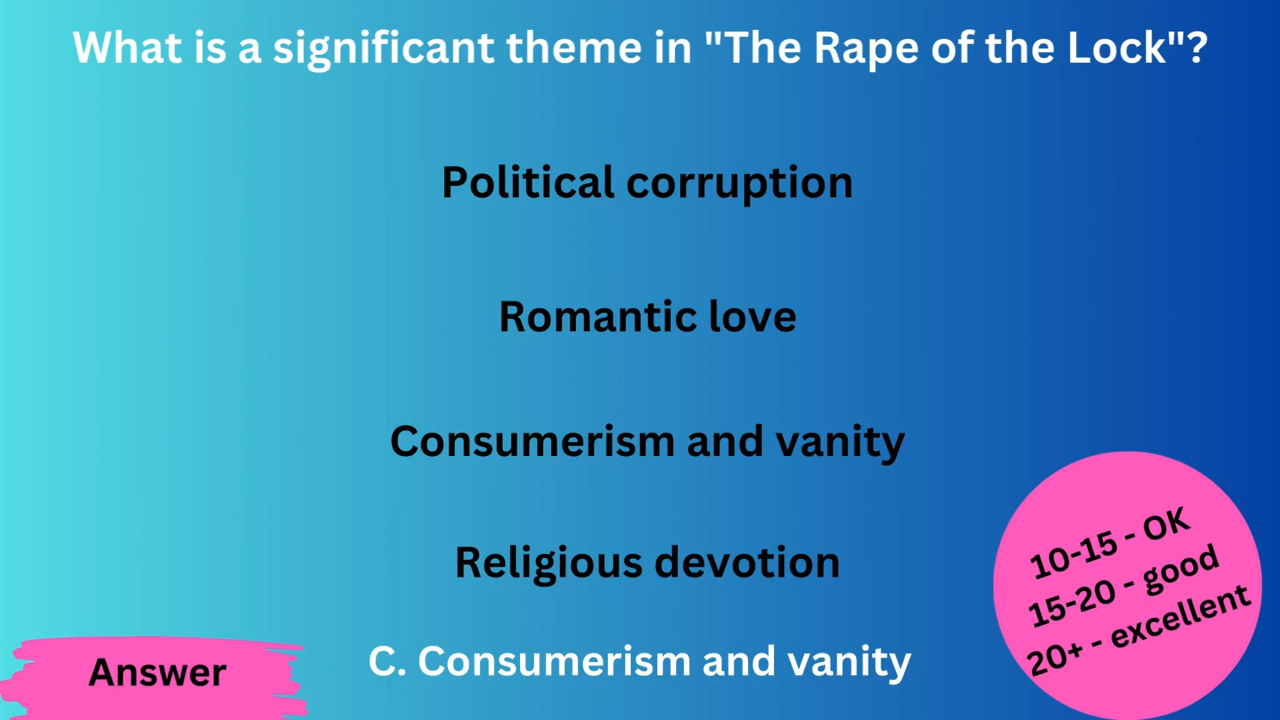 What is a significant theme in "The Rape of the Lock"?
Political corruption
Romantic love
Consumerism and vanity
Religious devotion
10-15 - OK
15-20 - good
20+ - excellent
Answer
C. Consumerism and vanity